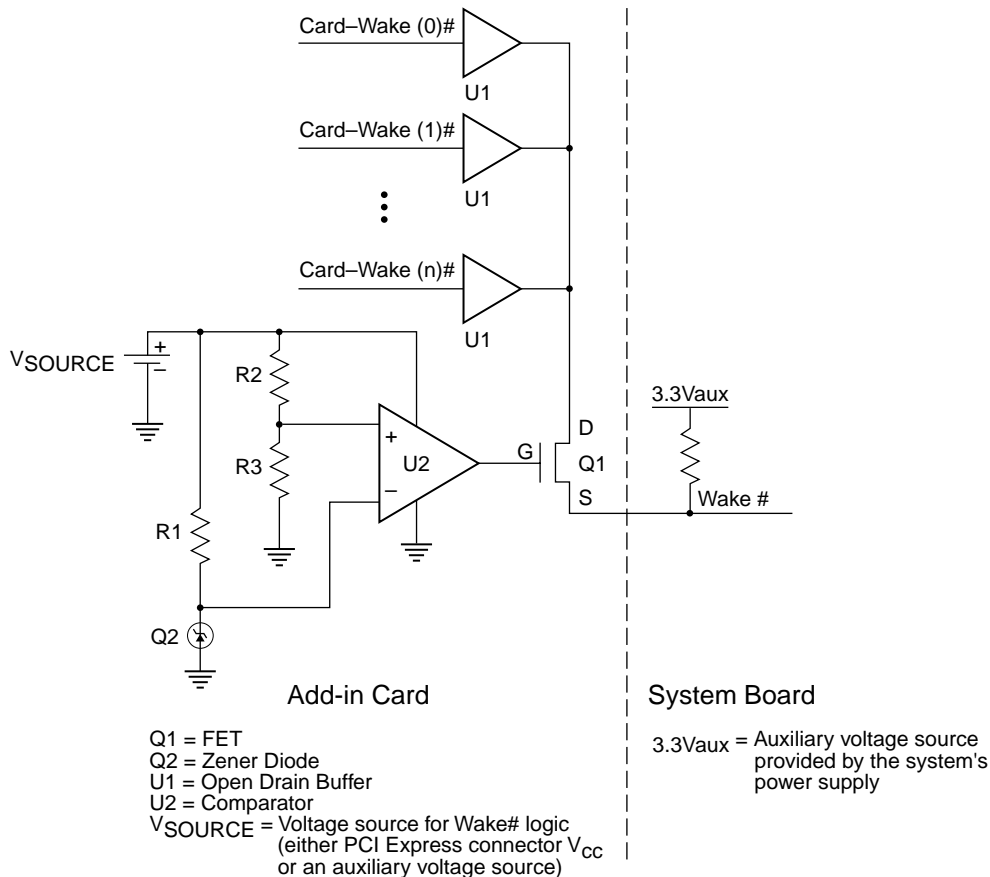 Card–Wake (0)#
U1
Card–Wake (1)#
U1
Card–Wake (n)#
U1
VSOURCE
+
–
R2
R3
R1
Q2
+
–
U2
G
D
Q1
S
3.3Vaux
Wake #
Add-in Card
System Board
Q1 = FET
Q2 = Zener Diode
U1 = Open Drain Buffer
U2 = Comparator
VSOURCE = Voltage source for Wake# logic
(either PCI Express connector Vcc
or an auxiliary voltage source)
3.3Vaux = Auxiliary voltage source
provided by the system's
power supply